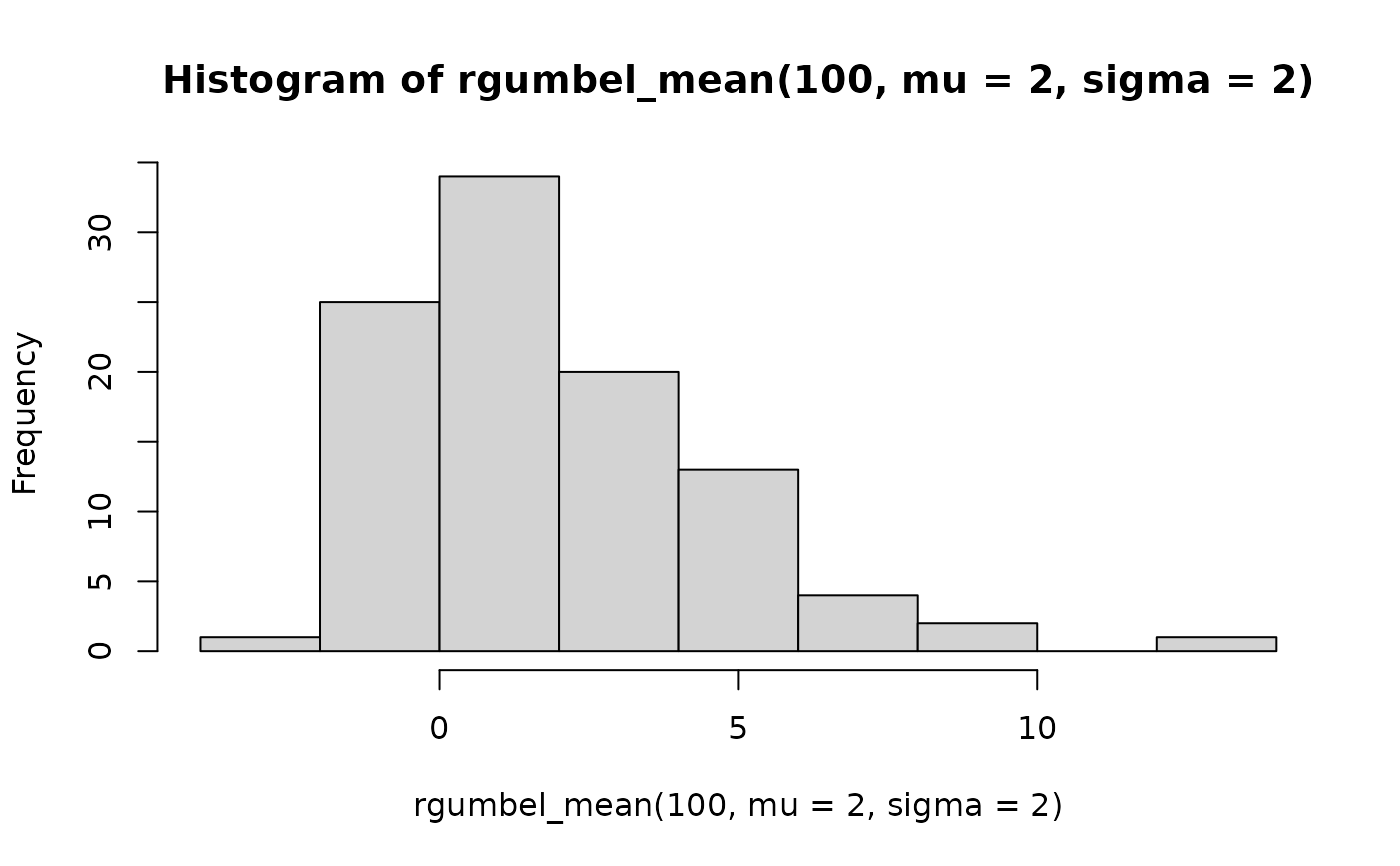 Histogram of rgumbel_mean(100, mu = 2, sigma = 2)
Frequency
30
20
10
5
0
0 5 10
rgumbel_mean(100, mu = 2, sigma = 2)